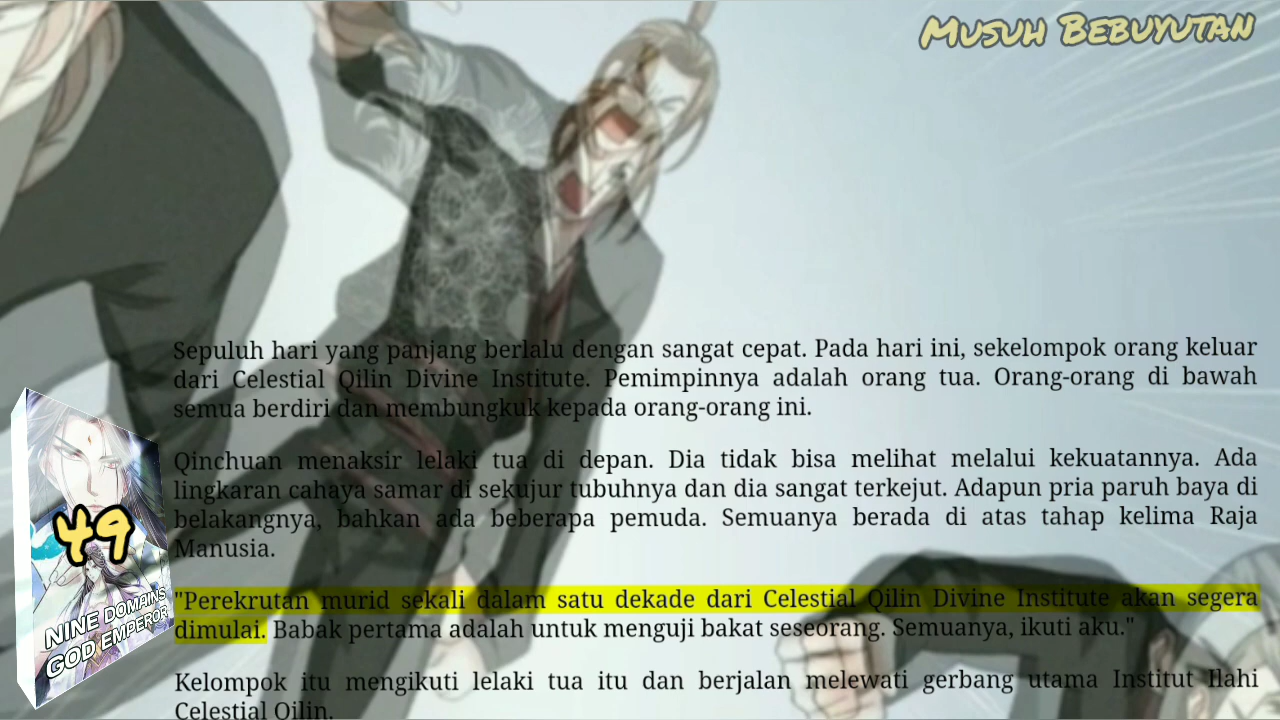 Musuh Bebuyutan
Sepuluh hari yang panjang berlalu dengan sangat cepat. Pada hari ini, sekelompok orang keluar
dari Celestial Qilin Divine Institute. Pemimpinnya adalah orang tua. Orang-orang di bawah
semua berdiri dan membungkuk kepada orang-orang ini.
Qinchuan menaksir lelaki tua di depan. Dia tidak bisa melihat melalui kekuatannya. Ada
lingkaran cahaya samar di sekujur tubuhnya dan dia sangat terkejut. Adapun pria paruh baya di
belakangnya, bahkan ada beberapa pemuda. Semuanya berada di atas tahap kelima Raja
Manusia.
"Perekrutan murid sekali dalam satu dekade dari Celestial Qilin Divine Institute akan segera
dimulai. Babak pertama adalah untuk menguji bakat seseorang. Semuanya, ikuti aku."
Kelompok itu mengikuti lelaki tua itu dan berjalan melewati gerbang utama Institut Ilahi
Celestial Qilin.
49
NINE DOMAINS
GOD EMPEROR